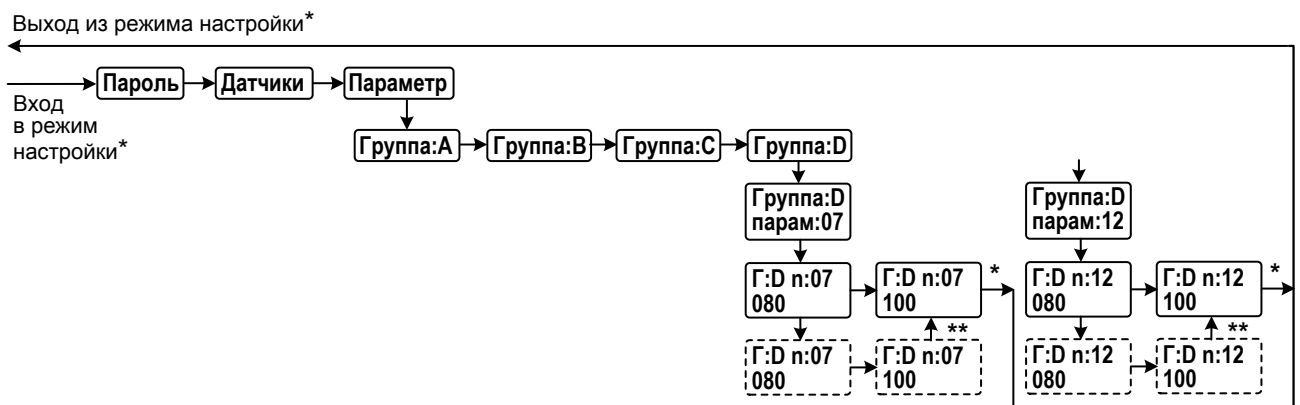 Выход из режима настройки*
Пароль Датчики Параметр
Вход
в режим
настройки*
Группа:A Группа:B Группа:C Группа:D
Группа:D
парам:07
Группа:D
парам:12
Г:D n:07
080
Г:D n:07
100
*
Г:D n:12
080
Г:D n:12
100
*
**
**
Г:D n:07
080
Г:D n:07
100
Г:D n:12
080
Г:D n:12
100